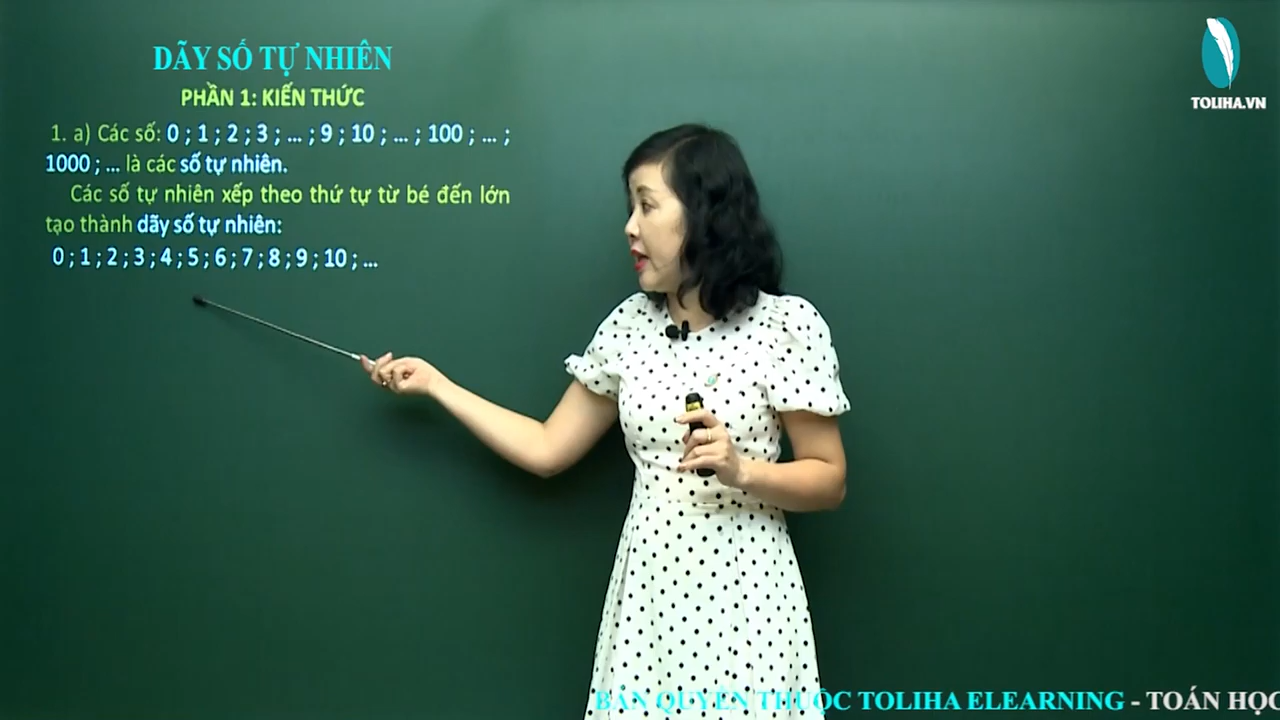 DÃY SỐ TỰ NHIÊN
PHẦN 1: KIẾN THỨC
1. a) Các số: 0 ; 1 ; 2 ; 3 ; ... ; 9 ; 10 ; ... ; 100 ; ... ;
1000 ; ... là các số tự nhiên.
Các số tự nhiên xếp theo thứ tự từ bé đến lớn
tạo thành dãy số tự nhiên:
0 ; 1 ; 2 ; 3 ; 4 ; 5 ; 6 ; 7 ; 8 ; 9 ; 10 ; ...
TOLIHA.VN
BẢN QUYỀN THUỘC TOLIHA ELEARNING - TOÁN HỌC